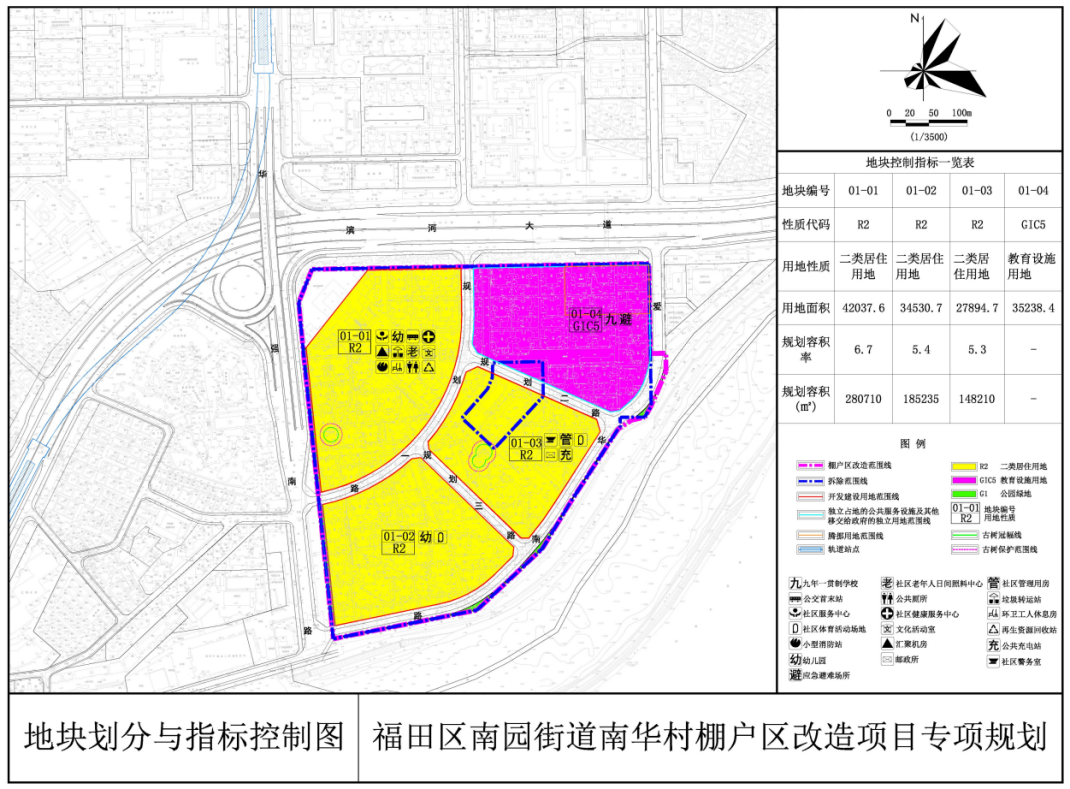 N
0 20 50 100m
(1/3500)
地块控制指标一览表
地块编号 01-01 01-02 01-03 01-04
性质代码 R2 R2 R2 GIC5
用地性质 二类居住用地 二类居住用地 二类居住用地 教育设施用地
用地面积 42037.6 34530.7 27894.7 35238.4
规划容积率 6.7 5.4 5.3 -
规划容积(㎡) 280710 185235 148210 -
图 例
棚户区改造范围线
拆除范围线
开发建设用地范围线
独立占地的公共服务设施及其他
移交给政府的独立用地范围线
腾挪用地范围线
轨道站点
R2 二类居住用地
GIC5 教育设施用地
G1 公园绿地
01-01 地块编号
R2 用地性质
古树冠幅线
古树保护范围线
九 九年一贯制学校
公交首末站
社区服务中心
社区体育活动场地
小型消防站
幼 幼儿园
避 应急避难场所
老 社区老年人日间照料中心
公共厕所
社区健康服务中心
文 文化活动室
汇聚机房
邮政所
管 社区管理用房
垃圾转运站
环卫工人休息房
再生资源回收站
充 公共充电站
社区警务室
华
强
南
路
滨 河 大 道
爱
华
南
路
规
划
一
路
规
划
二
路
规
划
三
路
01-01
R2
幼
老 文
01-04
GIC5
九 避
01-03
R2
管
充
01-02
R2
幼
地块划分与指标控制图
福田区南园街道南华村棚户区改造项目专项规划